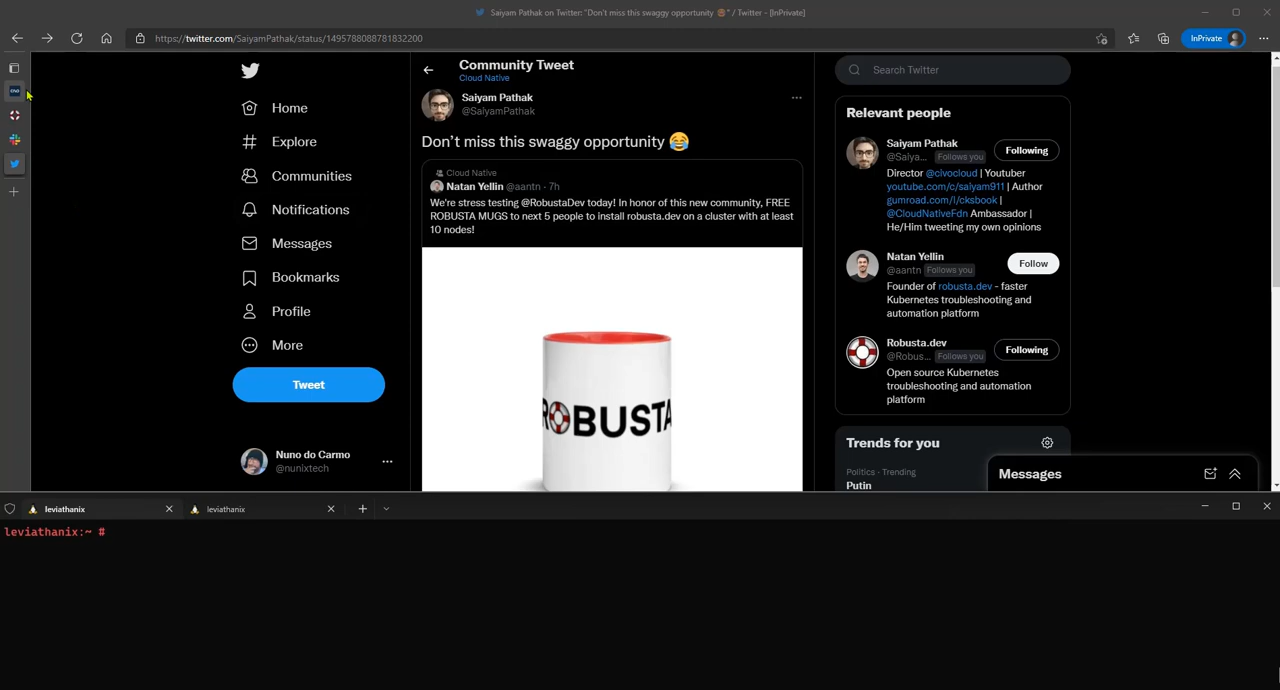 Saiyam Pathak on Twitter: "Don't miss this swaggy opportunity 😂" / Twitter - [InPrivate]
https://twitter.com/SaiyamPathak/status/1495788088781832200
InPrivate
Home
Explore
Communities
Notifications
Messages
Bookmarks
Profile
More
Tweet
Nuno do Carmo
@nunixtech
Community Tweet
Cloud Native
Saiyam Pathak
@SaiyamPathak
Don't miss this swaggy opportunity 😂
Cloud Native
Natan Yellin @aantn · 7h
We're stress testing @RobustaDev today! In honor of this new community, FREE
ROBUSTA MUGS to next 5 people to install robusta.dev on a cluster with at least
10 nodes!
ROBUSTA
Search Twitter
Relevant people
Saiyam Pathak
@Salya... Follows you
Following
Director @civocloud | Youtuber
youtube.com/c/saiyam911 | Author
gumroad.com/l/cksbook |
@CloudNativeFdn Ambassador |
He/Him tweeting my own opinions
Natan Yellin
@aantn Follows you
Follow
Founder of robusta.dev - faster
Kubernetes troubleshooting and
automation platform
Robusta.dev
@Robus... Follows you
Following
Open source Kubernetes
troubleshooting and automation
platform
Trends for you
Politics · Trending
Putin
Messages
leviathanix
leviathanix
leviathanix:~ #